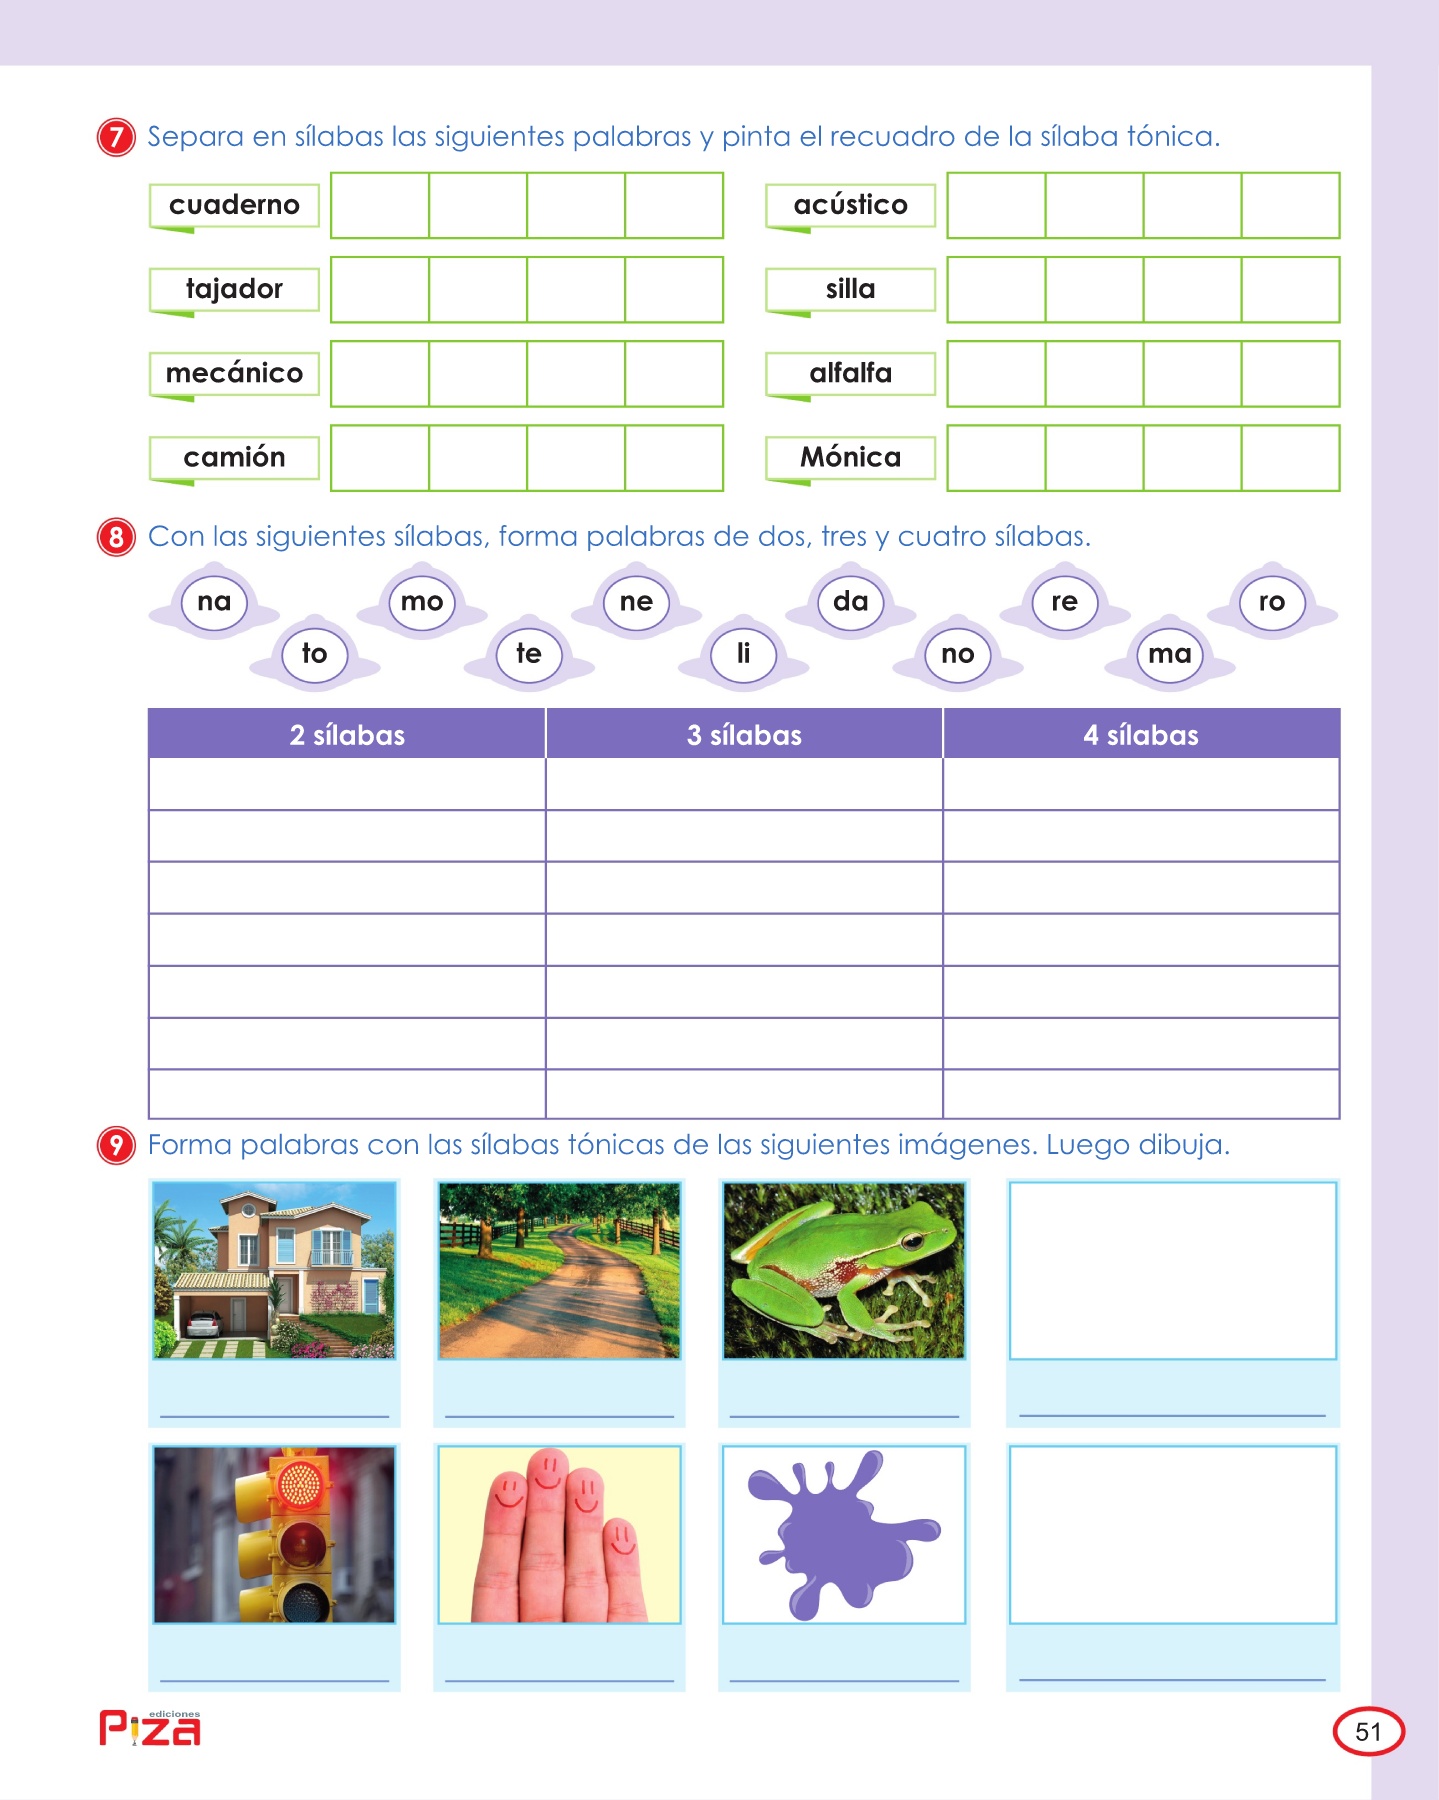 7 Separa en sílabas las siguientes palabras y pinta el recuadro de la sílaba tónica.
cuaderno
acústico
tajador
silla
mecánico
alfalfa
camión
Mónica
8 Con las siguientes sílabas, forma palabras de dos, tres y cuatro sílabas.
na mo ne da re ro
to te li no ma
2 sílabas 3 sílabas 4 sílabas
9 Forma palabras con las sílabas tónicas de las siguientes imágenes. Luego dibuja.
ediciones
Piza
51